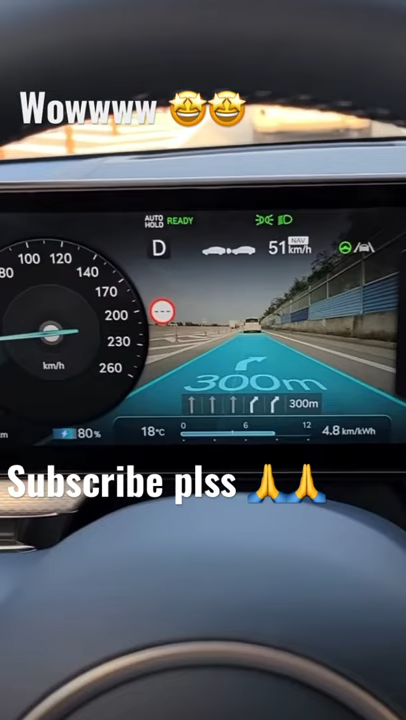 Wowwww 🤩🤩
AUTO HOLD READY
D 51 NAV km/h
80 100 120 140 170 200 230 260
km/h
---
300m
300m
m 80% 18°C 0 6 12 4.8 km/kWh
Subscribe plss 🙏🙏